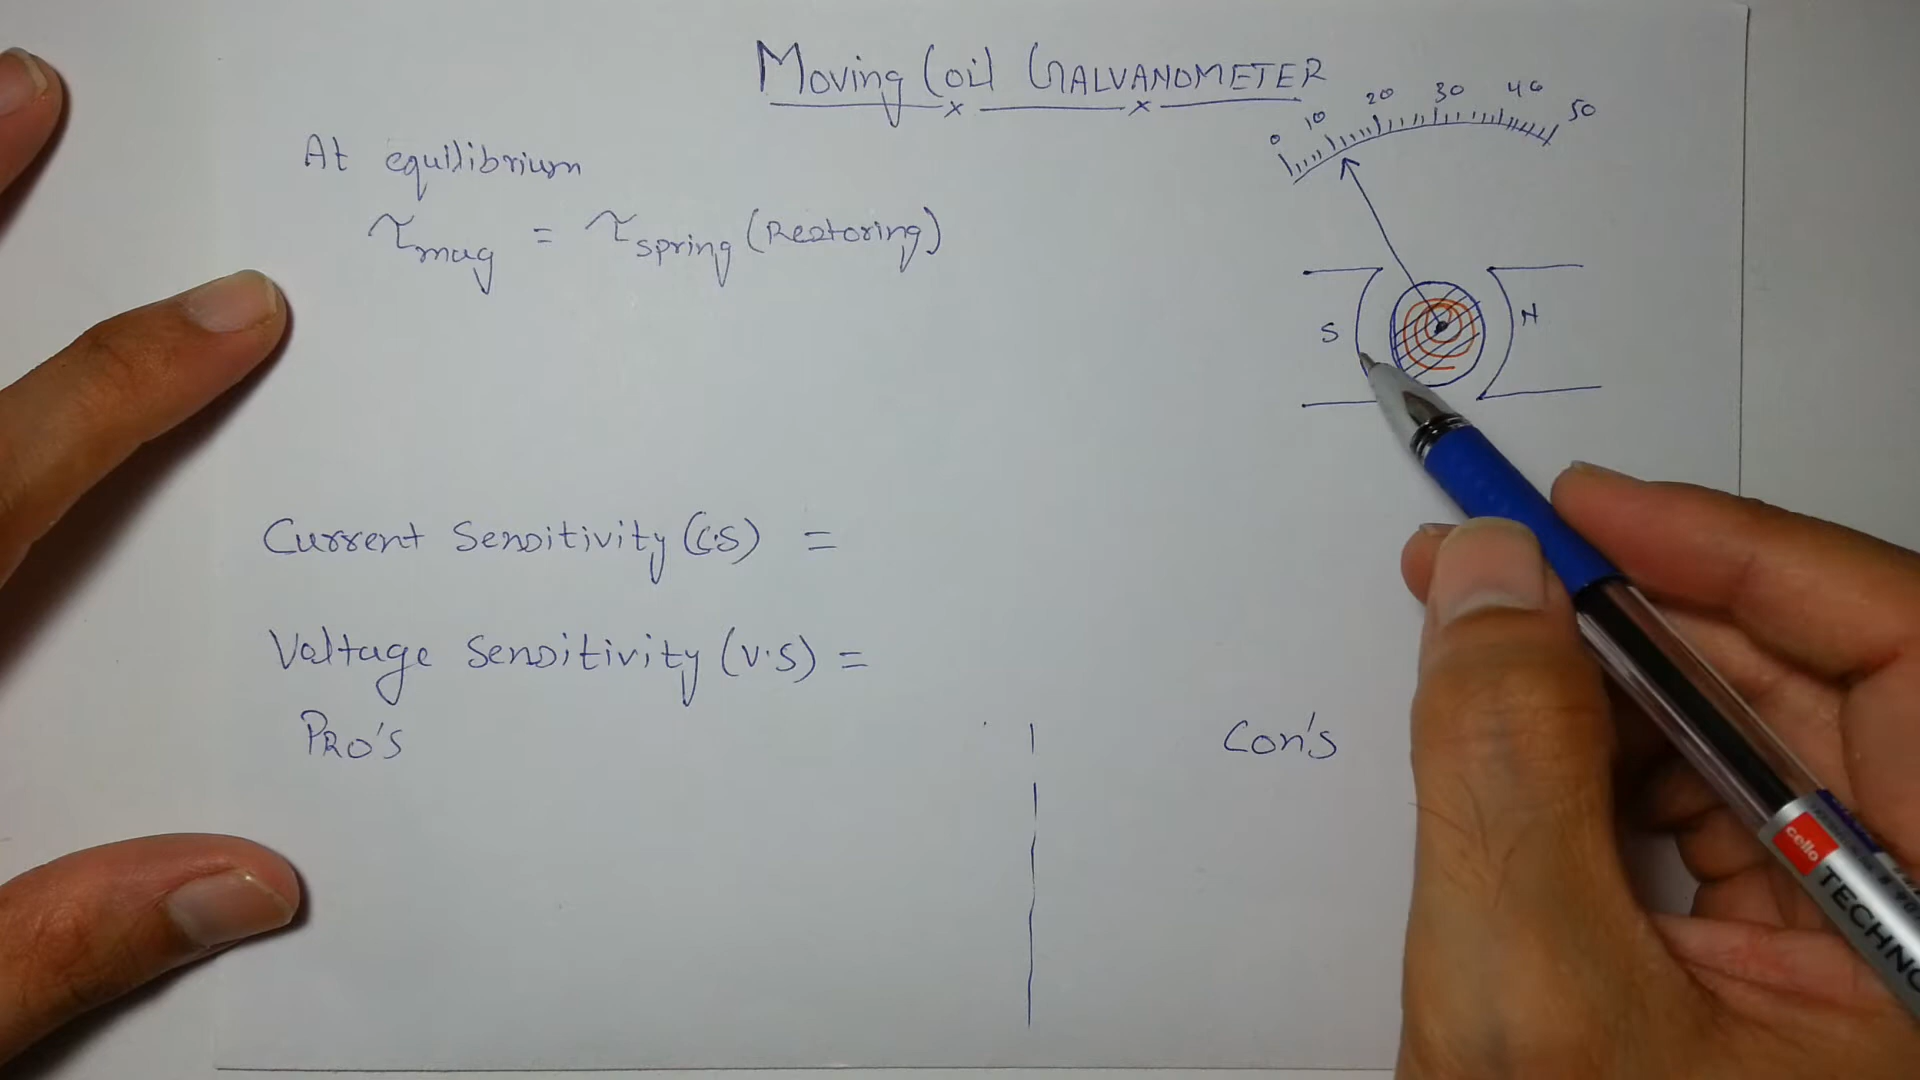 Moving Coil GALVANOMETER
0 10 20 30 40 50
At equilibrium
τmag = τspring (Restoring)
S N
Current Sensitivity (C.S) =
Voltage Sensitivity (V.S) =
PRO'S
Con's
cello
TECHNO